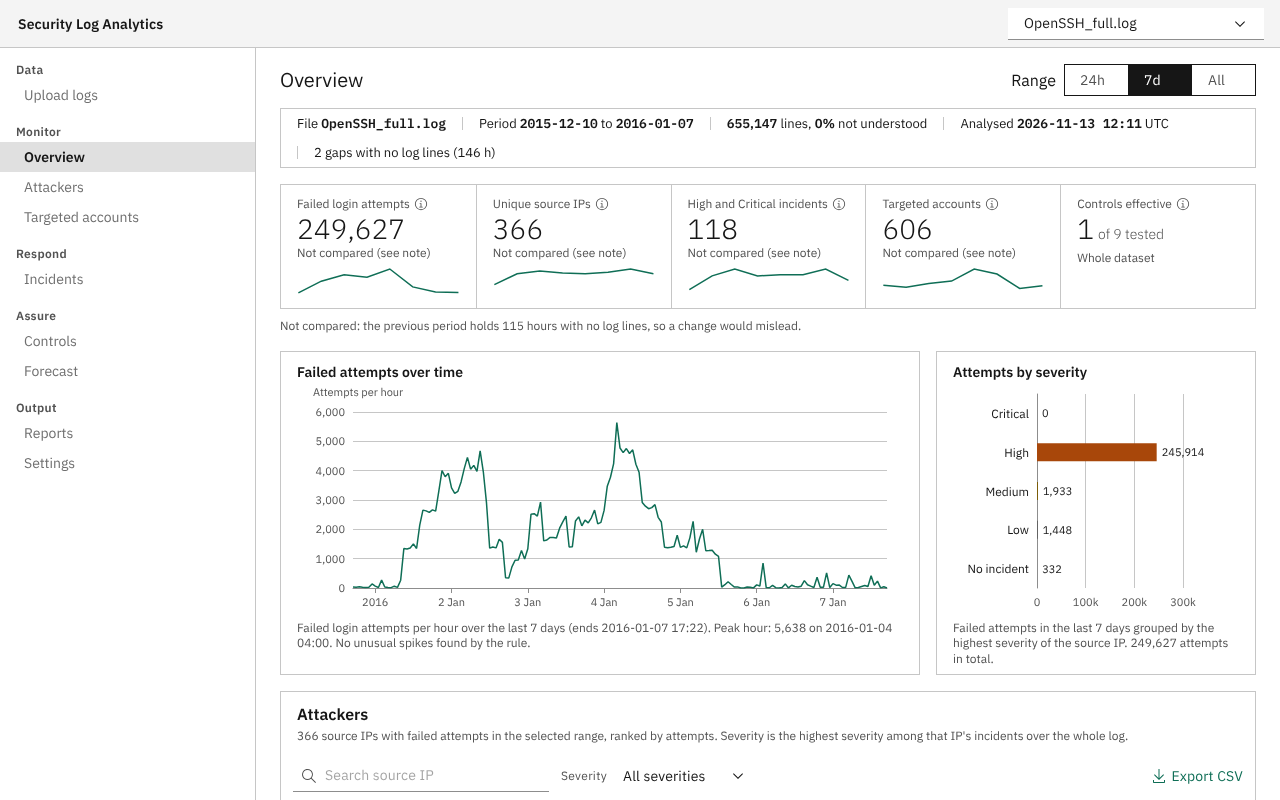 Security Log Analytics
OpenSSH_full.log
Data
Upload logs
Monitor
Overview
Attackers
Targeted accounts
Respond
Incidents
Assure
Controls
Forecast
Output
Reports
Settings
Overview
Range 24h 7d All
File OpenSSH_full.log Period 2015-12-10 to 2016-01-07 655,147 lines, 0% not understood Analysed 2026-11-13 12:11 UTC
2 gaps with no log lines (146 h)
Failed login attempts
249,627
Not compared (see note)
Unique source IPs
366
Not compared (see note)
High and Critical incidents
118
Not compared (see note)
Targeted accounts
606
Not compared (see note)
Controls effective
1 of 9 tested
Whole dataset
Not compared: the previous period holds 115 hours with no log lines, so a change would mislead.
Failed attempts over time
Attempts per hour
6,000
5,000
4,000
3,000
2,000
1,000
0
2016 2 Jan 3 Jan 4 Jan 5 Jan 6 Jan 7 Jan
Failed login attempts per hour over the last 7 days (ends 2016-01-07 17:22). Peak hour: 5,638 on 2016-01-04
04:00. No unusual spikes found by the rule.
Attempts by severity
Critical 0
High 245,914
Medium 1,933
Low 1,448
No incident 332
0 100k 200k 300k
Failed attempts in the last 7 days grouped by the
highest severity of the source IP. 249,627 attempts
in total.
Attackers
366 source IPs with failed attempts in the selected range, ranked by attempts. Severity is the highest severity among that IP's incidents over the whole log.
Search source IP Severity All severities Export CSV